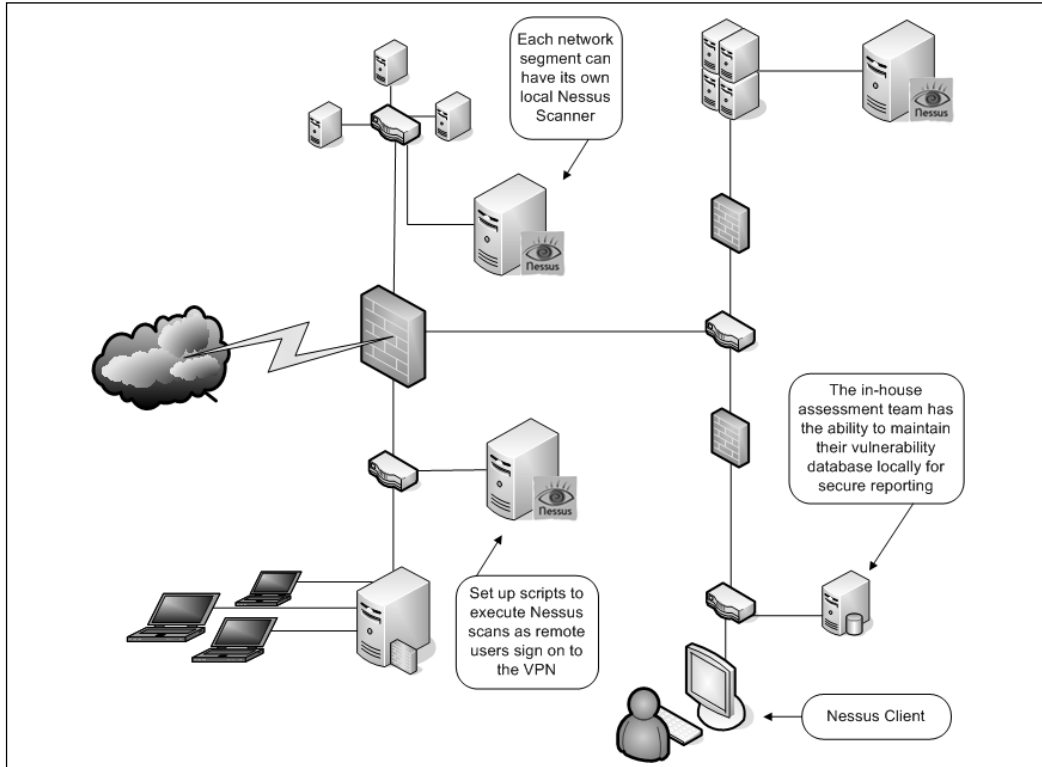 Each network
segment can
have its own
local Nessus
Scanner
Nessus
Nessus
The in-house
assessment team has
the ability to maintain
their vulnerability
database locally for
secure reporting
Nessus
Set up scripts to
execute Nessus
scans as remote
users sign on to
the VPN
Nessus Client